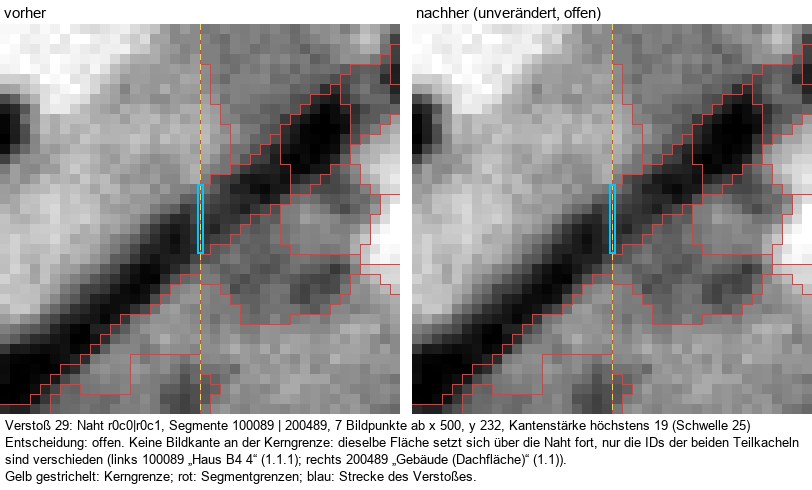 vorher
nachher (unverändert, offen)
Verstoß 29: Naht r0c0|r0c1, Segmente 100089 | 200489, 7 Bildpunkte ab x 500, y 232, Kantenstärke höchstens 19 (Schwelle 25)
Entscheidung: offen. Keine Bildkante an der Kerngrenze: dieselbe Fläche setzt sich über die Naht fort, nur die IDs der beiden Teilkacheln
sind verschieden (links 100089 „Haus B4 4“ (1.1.1); rechts 200489 „Gebäude (Dachfläche)“ (1.1)).
Gelb gestrichelt: Kerngrenze; rot: Segmentgrenzen; blau: Strecke des Verstoßes.